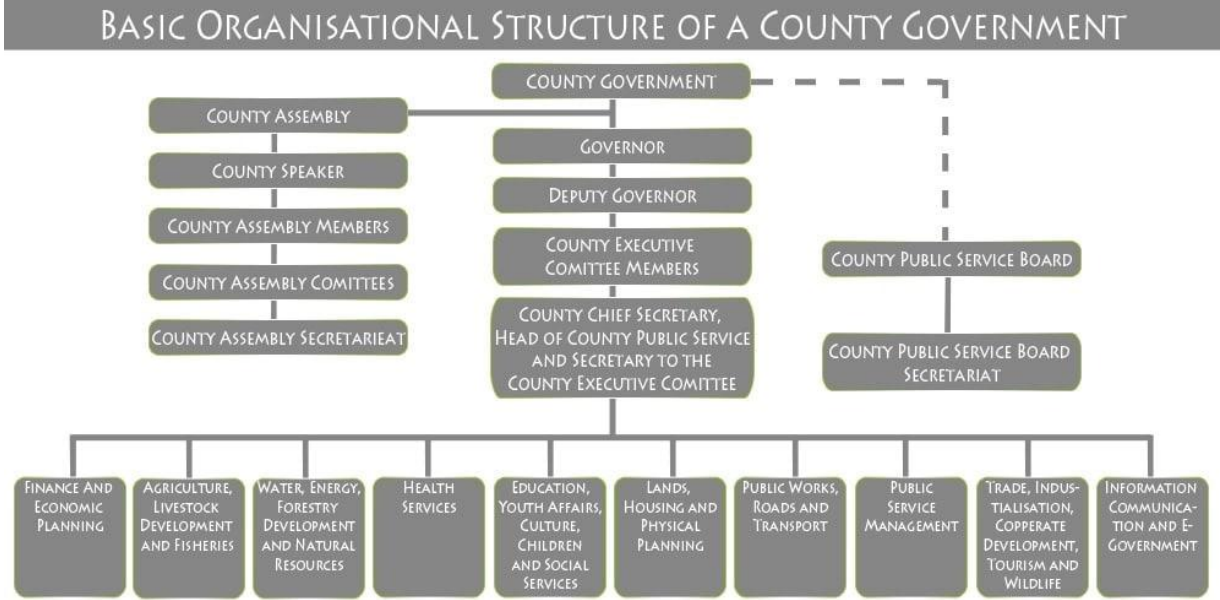 BASIC ORGANISATIONAL STRUCTURE OF A COUNTY GOVERNMENT
COUNTY GOVERNMENT
COUNTY ASSEMBLY
COUNTY SPEAKER
COUNTY ASSEMBLY MEMBERS
COUNTY ASSEMBLY COMITTEES
COUNTY ASSEMBLY SECRETARIEAT
GOVERNOR
DEPUTY GOVERNOR
COUNTY EXECUTIVE
COMITTEE MEMBERS
COUNTY CHIEF SECRETARY,
HEAD OF COUNTY PUBLIC SERVICE
AND SECRETARY TO THE
COUNTY EXECUTIVE COMITTEE
COUNTY PUBLIC SERVICE BOARD
COUNTY PUBLIC SERVICE BOARD
SECRETARIAT
FINANCE AND
ECONOMIC
PLANNING
AGRICULTURE,
LIVESTOCK
DEVELOPMENT
AND FISHERIES
WATER, ENERGY,
FORESTRY
DEVELOPMENT
AND NATURAL
RESOURCES
HEALTH
SERVICES
EDUCATION,
YOUTH AFFAIRS,
CULTURE,
CHILDREN
AND SOCIAL
SERVICES
LANDS,
HOUSING AND
PHYSICAL
PLANNING
PUBLIC WORKS,
ROADS AND
TRANSPORT
PUBLIC
SERVICE
MANAGEMENT
TRADE, INDUS-
TIALISATION,
COPPERATE
DEVELOPMENT,
TOURISM AND
WILDLIFE
INFORMATION
COMMUNICA-
TION AND E-
GOVERNMENT